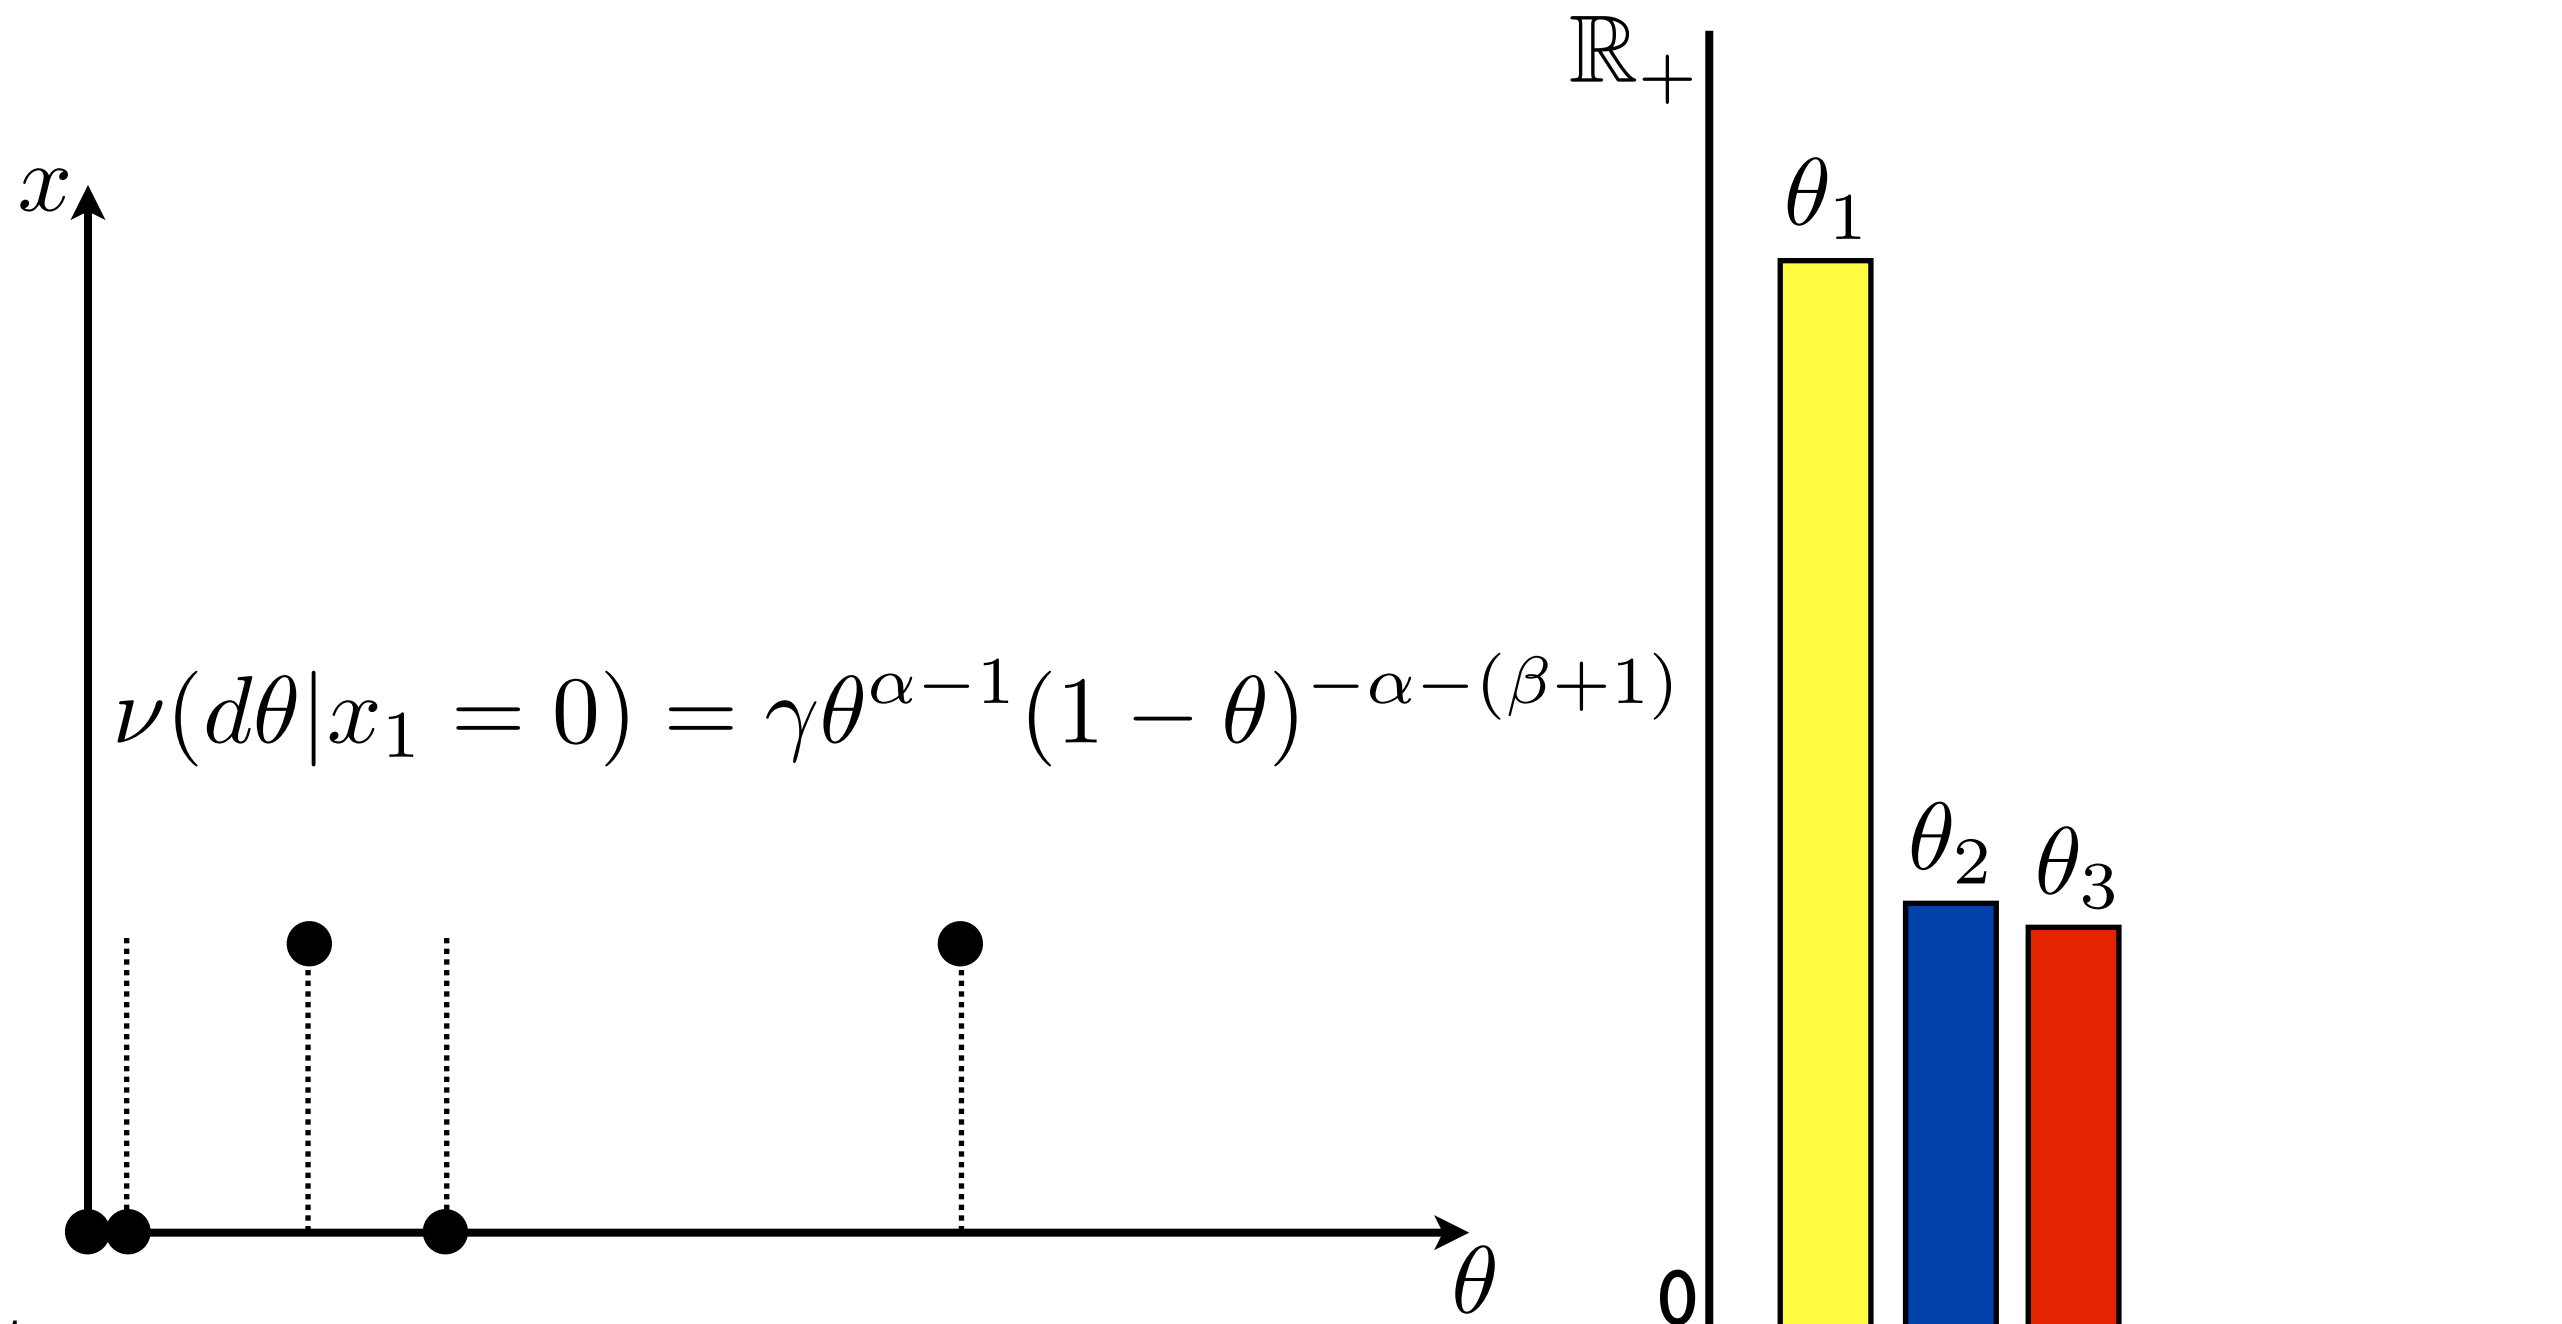 ℝ₊
x
θ₁
ν(dθ|x₁ = 0) = γθ^{α−1}(1 − θ)^{−α−(β+1)}
θ₂
θ₃
θ
0